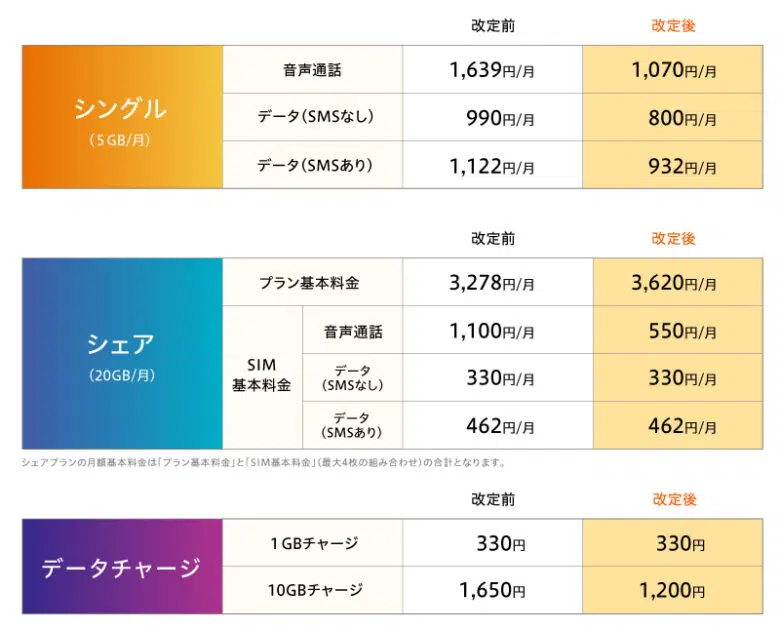 改定前 改定後
シングル
（5GB/月）
音声通話 1,639円/月 1,070円/月
データ（SMSなし） 990円/月 800円/月
データ（SMSあり） 1,122円/月 932円/月
改定前 改定後
シェア
（20GB/月）
プラン基本料金 3,278円/月 3,620円/月
SIM
基本料金
音声通話 1,100円/月 550円/月
データ
（SMSなし） 330円/月 330円/月
データ
（SMSあり） 462円/月 462円/月
シェアプランの月額基本料金は「プラン基本料金」と「SIM基本料金」（最大4枚の組み合わせ）の合計となります。
改定前 改定後
データチャージ
1GBチャージ 330円 330円
10GBチャージ 1,650円 1,200円